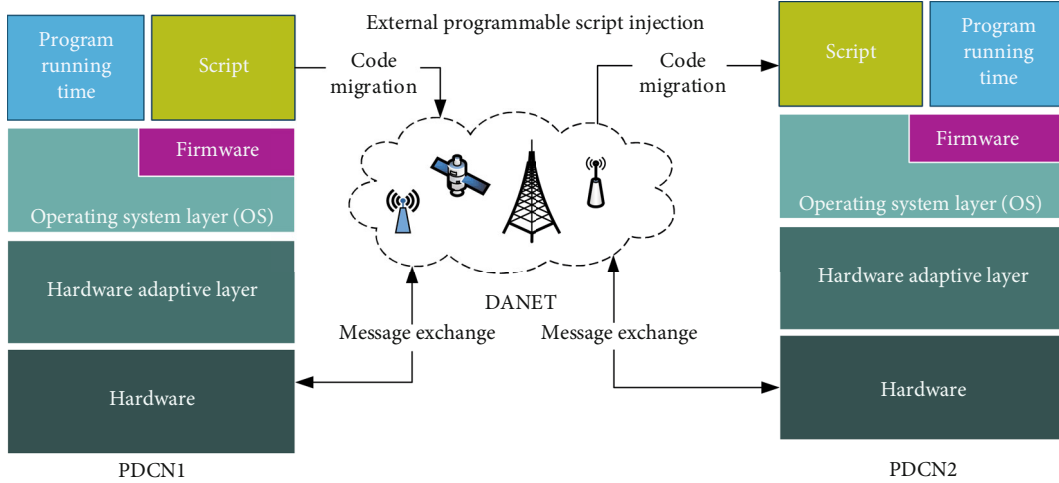 External programmable script injection
Program
running
time
Script
Code
migration
Firmware
Operating system layer (OS)
Hardware adaptive layer
Hardware
PDCN1
DANET
Message exchange
Message exchange
Code
migration
Script
Program
running
time
Firmware
Operating system layer (OS)
Hardware adaptive layer
Hardware
PDCN2